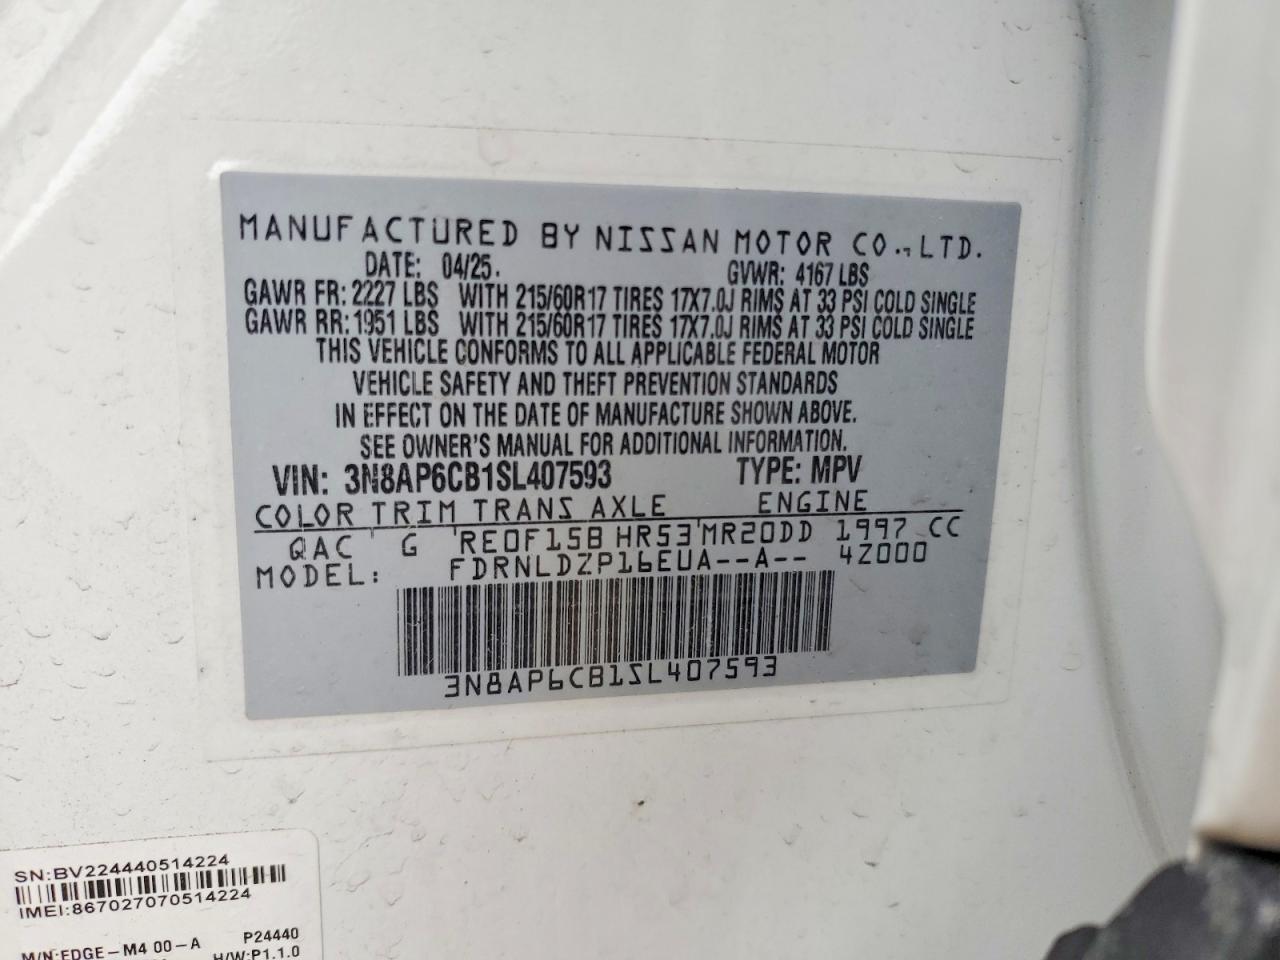 MANUFACTURED BY NISSAN MOTOR CO., LTD.
DATE: 04/25. GVWR: 4167 LBS
GAWR FR: 2227 LBS WITH 215/60R17 TIRES 17X7.0J RIMS AT 33 PSI COLD SINGLE
GAWR RR: 1951 LBS WITH 215/60R17 TIRES 17X7.0J RIMS AT 33 PSI COLD SINGLE
THIS VEHICLE CONFORMS TO ALL APPLICABLE FEDERAL MOTOR
VEHICLE SAFETY AND THEFT PREVENTION STANDARDS
IN EFFECT ON THE DATE OF MANUFACTURE SHOWN ABOVE.
SEE OWNER'S MANUAL FOR ADDITIONAL INFORMATION.
VIN: 3N8AP6CB1SL407593 TYPE: MPV
COLOR TRIM TRANS AXLE ENGINE
QAC G RE0F15B HR53 MR20DD 1997 CC
MODEL: FDRNLDZP16EUA--A-- 4Z000
3N8AP6CB1SL407593
SN:BV224440514224
IMEI:867027070514224
M/N:EDGE-M4 00-A P24440
H/W:P1.1.0